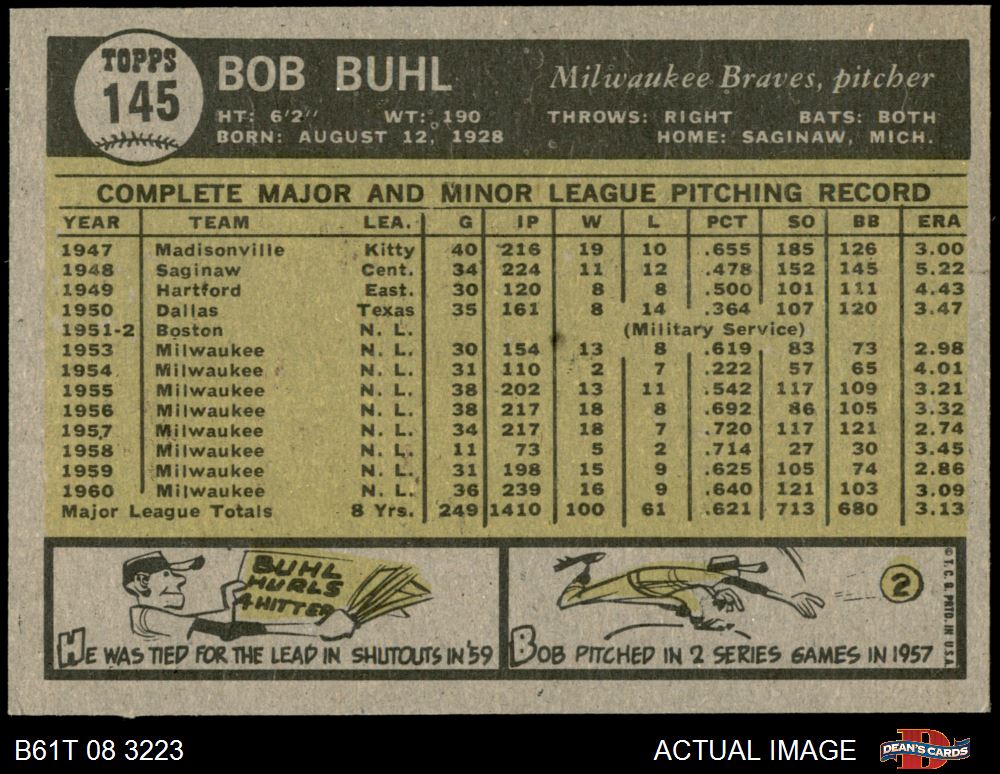 TOPPS
145
BOB BUHL
Milwaukee Braves, pitcher
HT: 6'2" WT: 190 THROWS: RIGHT BATS: BOTH
BORN: AUGUST 12, 1928 HOME: SAGINAW, MICH.
COMPLETE MAJOR AND MINOR LEAGUE PITCHING RECORD
YEAR TEAM LEA. G IP W L PCT SO BB ERA
1947 Madisonville Kitty 40 216 19 10 .655 185 126 3.00
1948 Saginaw Cent. 34 224 11 12 .478 152 145 5.22
1949 Hartford East. 30 120 8 8 .500 101 111 4.43
1950 Dallas Texas 35 161 8 14 .364 107 120 3.47
1951-2 Boston N. L. (Military Service)
1953 Milwaukee N. L. 30 154 13 8 .619 83 73 2.98
1954 Milwaukee N. L. 31 110 2 7 .222 57 65 4.01
1955 Milwaukee N. L. 38 202 13 11 .542 117 109 3.21
1956 Milwaukee N. L. 38 217 18 8 .692 86 105 3.32
1957 Milwaukee N. L. 34 217 18 7 .720 117 121 2.74
1958 Milwaukee N. L. 11 73 5 2 .714 27 30 3.45
1959 Milwaukee N. L. 31 198 15 9 .625 105 74 2.86
1960 Milwaukee N. L. 36 239 16 9 .640 121 103 3.09
Major League Totals 8 Yrs. 249 1410 100 61 .621 713 680 3.13
BUHL
HURLS
4 HITTER
HE WAS TIED FOR THE LEAD IN SHUTOUTS IN '59
2
BOB PITCHED IN 2 SERIES GAMES IN 1957
© T. C. G. PRTD. IN U.S.A.
B61T 08 3223
ACTUAL IMAGE
DEAN'S CARDS